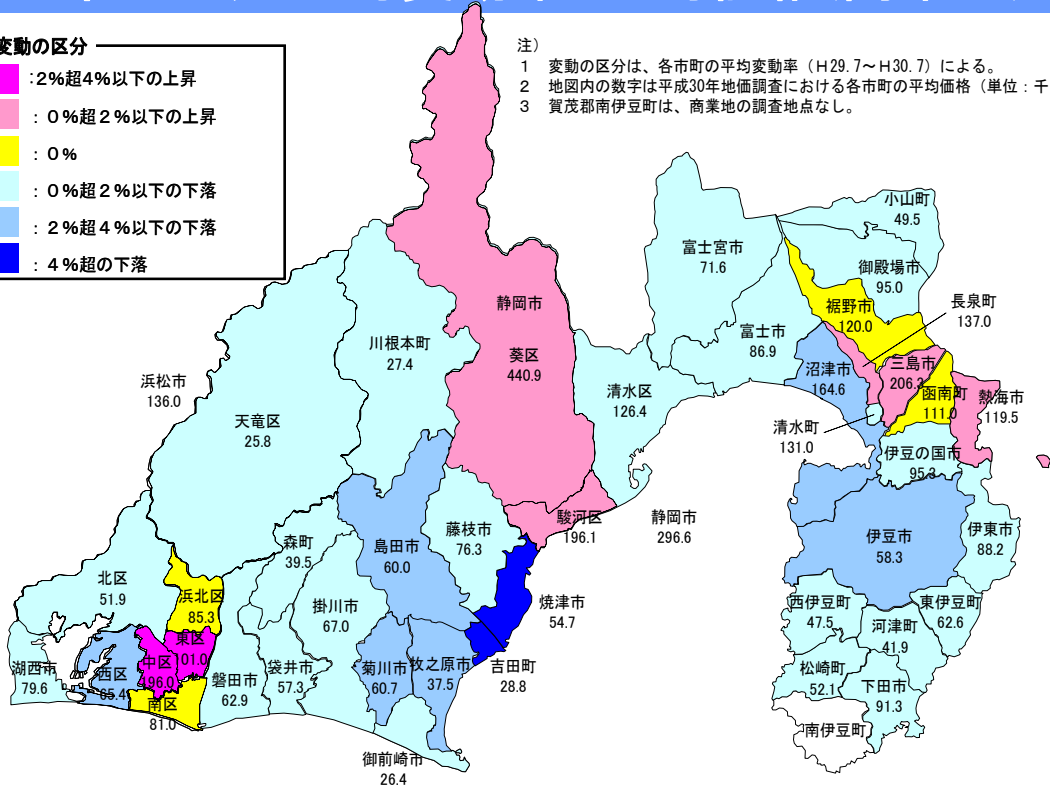 変動の区分
:2%超4%以下の上昇
：０%超２%以下の上昇
：０%
：０%超２%以下の下落
：２%超４%以下の下落
：４%超の下落
注）
1 変動の区分は、各市町の平均変動率（H29.7～H30.7）による。
2 地図内の数字は平成30年地価調査における各市町の平均価格（単位：千
3 賀茂郡南伊豆町は、商業地の調査地点なし。
小山町
49.5
富士宮市
71.6
御殿場市
95.0
裾野市
120.0
長泉町
137.0
静岡市
葵区
440.9
富士市
86.9
川根本町
27.4
沼津市
164.6
三島市
206.3
函南町
111.0
熱海市
119.5
浜松市
136.0
清水区
126.4
天竜区
25.8
清水町
131.0
伊豆の国市
95.3
駿河区
196.1
静岡市
296.6
藤枝市
76.3
森町
39.5
島田市
60.0
伊豆市
58.3
伊東市
88.2
北区
51.9
浜北区
85.3
掛川市
67.0
焼津市
54.7
西伊豆町
47.5
東伊豆町
62.6
河津町
41.9
東区
101.0
中区
196.0
湖西市
79.6
西区
65.4
南区
81.0
磐田市
62.9
袋井市
57.3
菊川市
60.7
牧之原市
37.5
吉田町
28.8
松崎町
52.1
下田市
91.3
南伊豆町
御前崎市
26.4